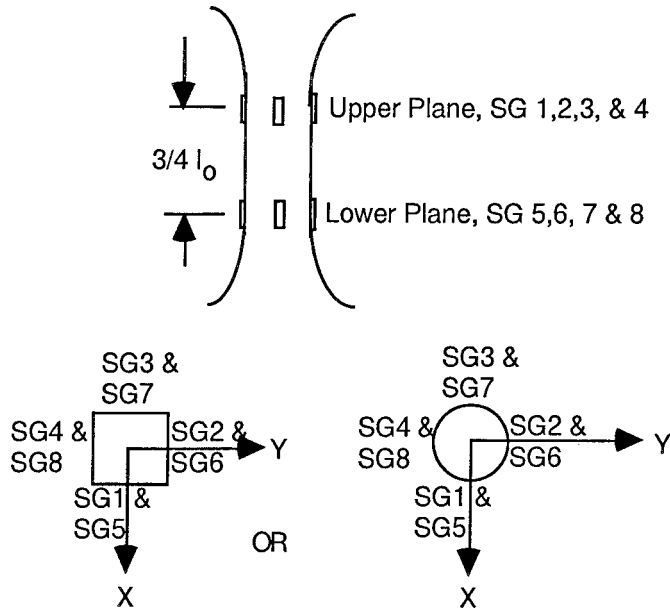 Upper Plane, SG 1,2,3, & 4
3/4 lo
Lower Plane, SG 5,6, 7 & 8
SG3 &
SG7
SG4 &
SG8
SG2 &
SG6
Y
SG1 &
SG5
X
OR
SG3 &
SG7
SG4 &
SG8
SG2 &
SG6
Y
SG1 &
SG5
X